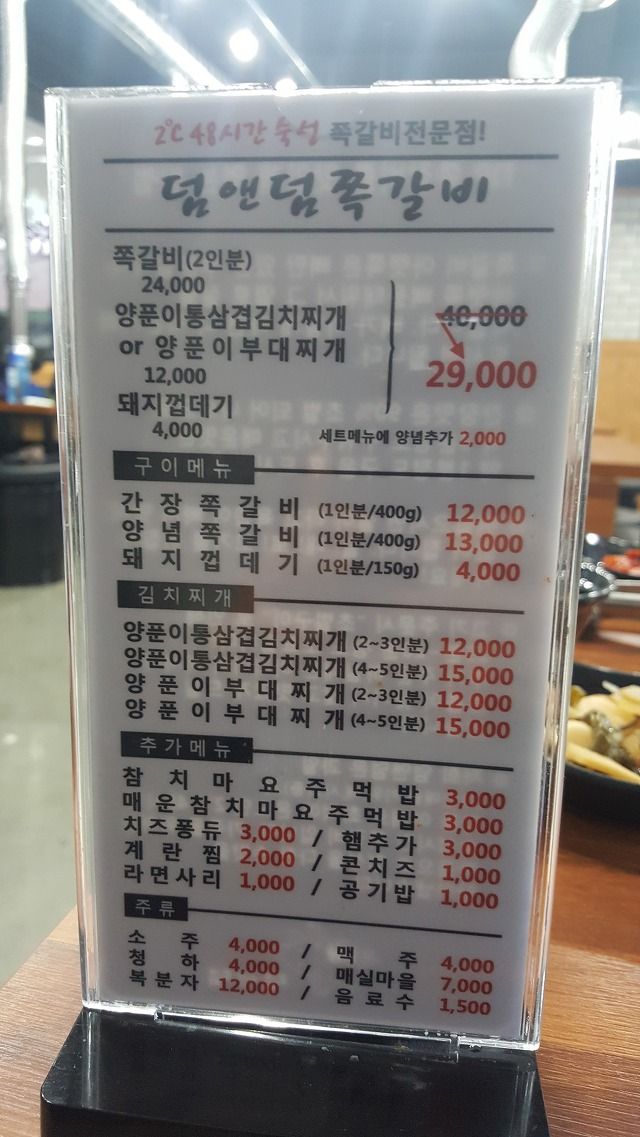 2℃ 48시간 숙성 쪽갈비전문점!
덤앤덤쪽갈비
쪽갈비(2인분)
24,000
양푼이통삼겹김치찌개
or 양푼이부대찌개
12,000
돼지껍데기
4,000
40,000
29,000
세트메뉴에 양념추가 2,000
구이메뉴
간장쪽갈비 (1인분/400g) 12,000
양념쪽갈비 (1인분/400g) 13,000
돼지껍데기 (1인분/150g) 4,000
김치찌개
양푼이통삼겹김치찌개 (2~3인분) 12,000
양푼이통삼겹김치찌개 (4~5인분) 15,000
양푼이부대찌개 (2~3인분) 12,000
양푼이부대찌개 (4~5인분) 15,000
추가메뉴
참치마요주먹밥 3,000
매운참치마요주먹밥 3,000
치즈퐁듀 3,000 / 햄추가 3,000
계란찜 2,000 / 콘치즈 1,000
라면사리 1,000 / 공기밥 1,000
주류
소주 4,000 / 맥주 4,000
청하 4,000 / 매실마을 7,000
복분자 12,000 / 음료수 1,500